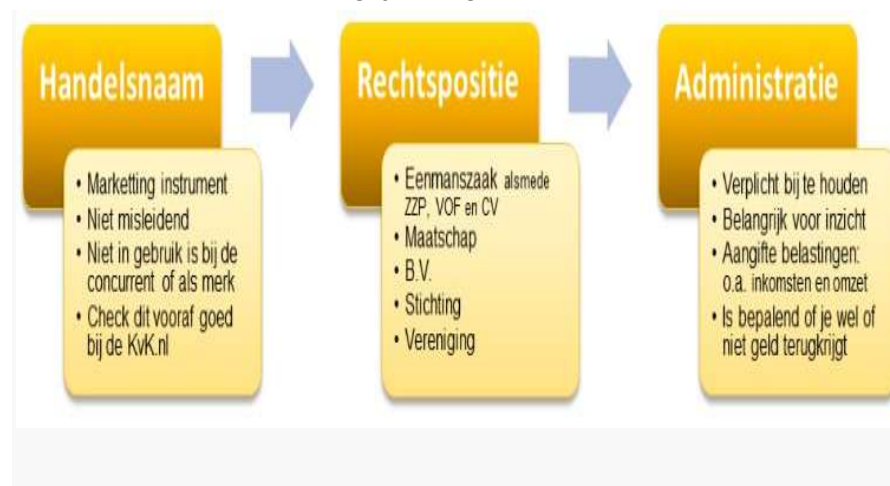 Handelsnaam
• Marketting instrument
• Niet misleidend
• Niet in gebruik is bij de
concurrent of als merk
• Check dit vooraf goed
bij de KvK.nl
Rechtspositie
• Eenmanszaak alsmede
ZZP, VOF en CV
• Maatschap
• B.V.
• Stichting
• Vereniging
Administratie
• Verplicht bij te houden
• Belangrijk voor inzicht
• Aangifte belastingen:
o.a. inkomsten en omzet
• Is bepalend of je wel of
niet geld terugkrijgt